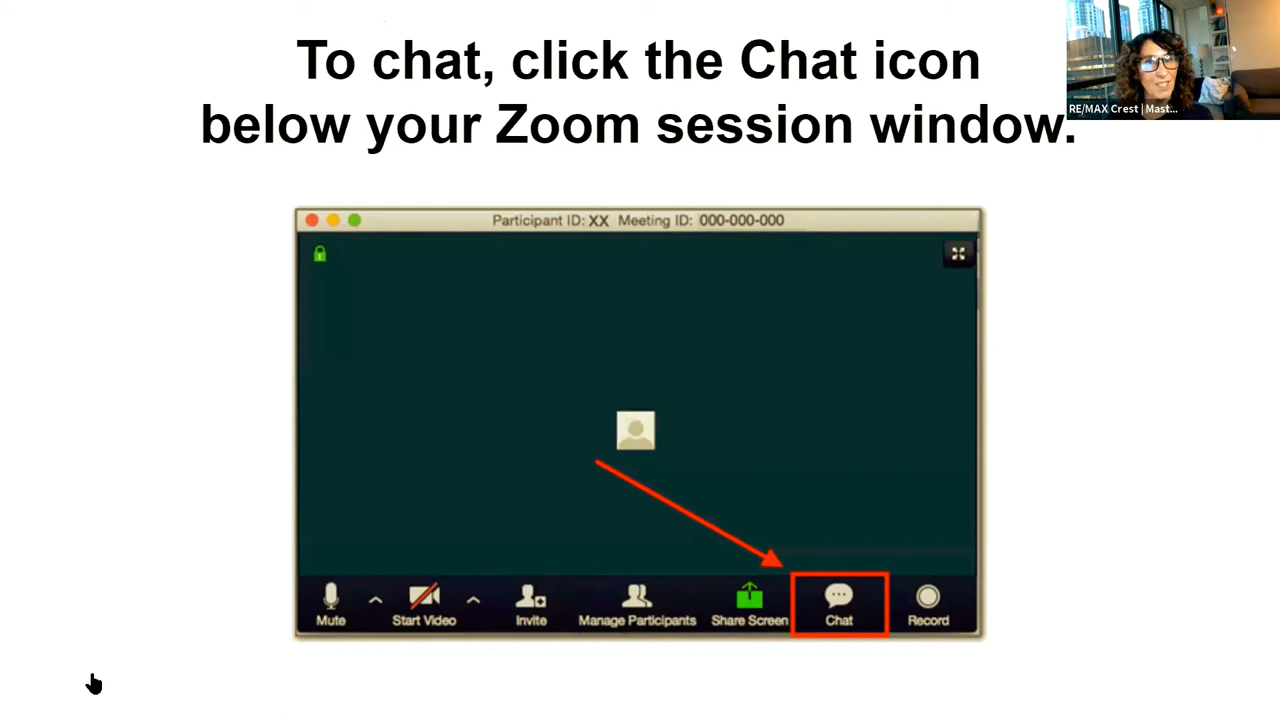 To chat, click the Chat icon
below your Zoom session window.
RE/MAX Crest | Mast...
Participant ID: XX Meeting ID: 000-000-000
Mute
Start Video
Invite
Manage Participants
Share Screen
Chat
Record